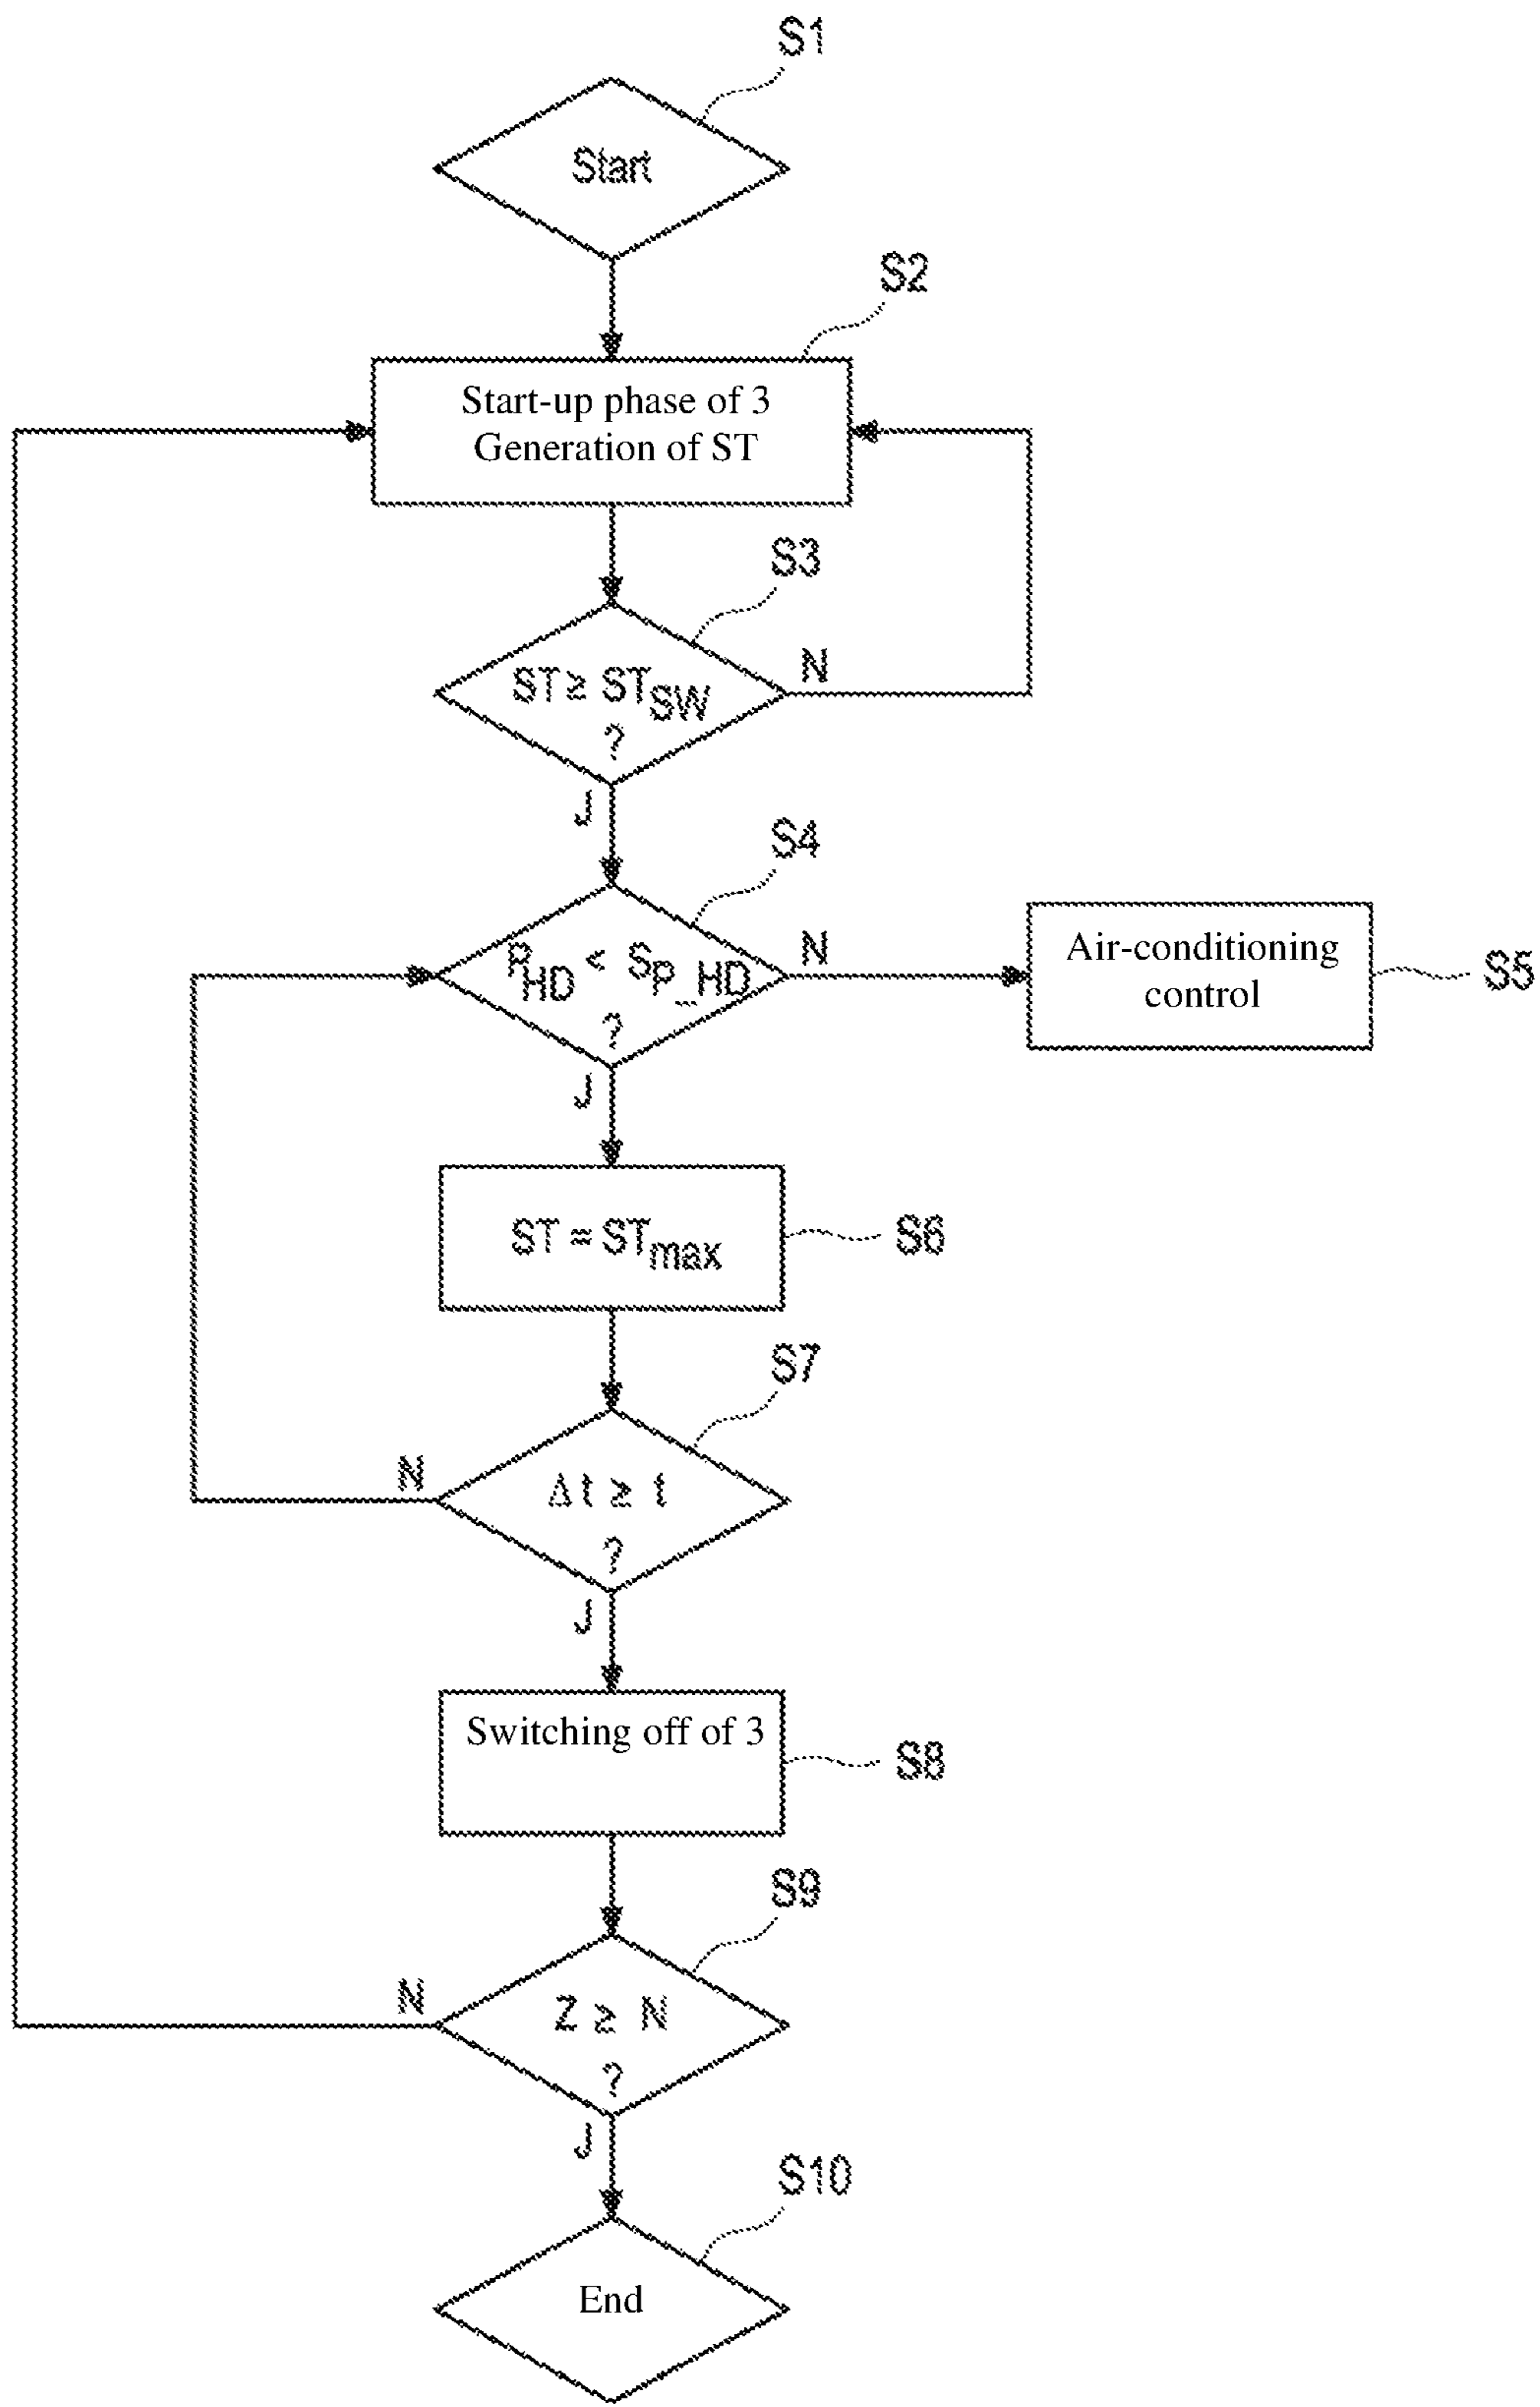 S1
Start
S2
Start-up phase of 3
Generation of ST
S3
ST ≥ ST_SW
?
N
J
S4
P_HD < S_P_HD
?
N
J
Air-conditioning
control
S5
ST = ST_max
S6
S7
Δt ≥ t
?
N
J
Switching off of 3
S8
S9
Z ≥ N
?
N
J
S10
End